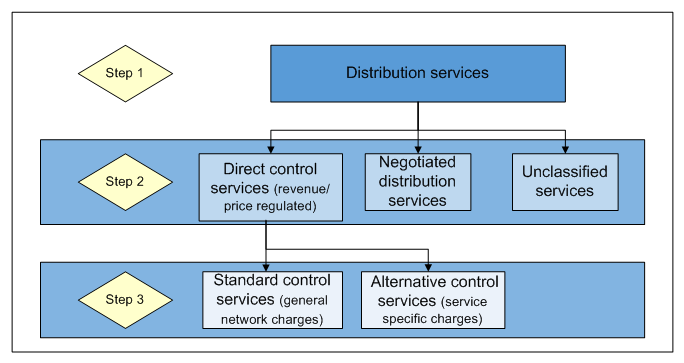 Step 1
Distribution services
Step 2
Direct control
services (revenue/
price regulated)
Negotiated
distribution
services
Unclassified
services
Step 3
Standard control
services (general
network charges)
Alternative control
services (service
specific charges)